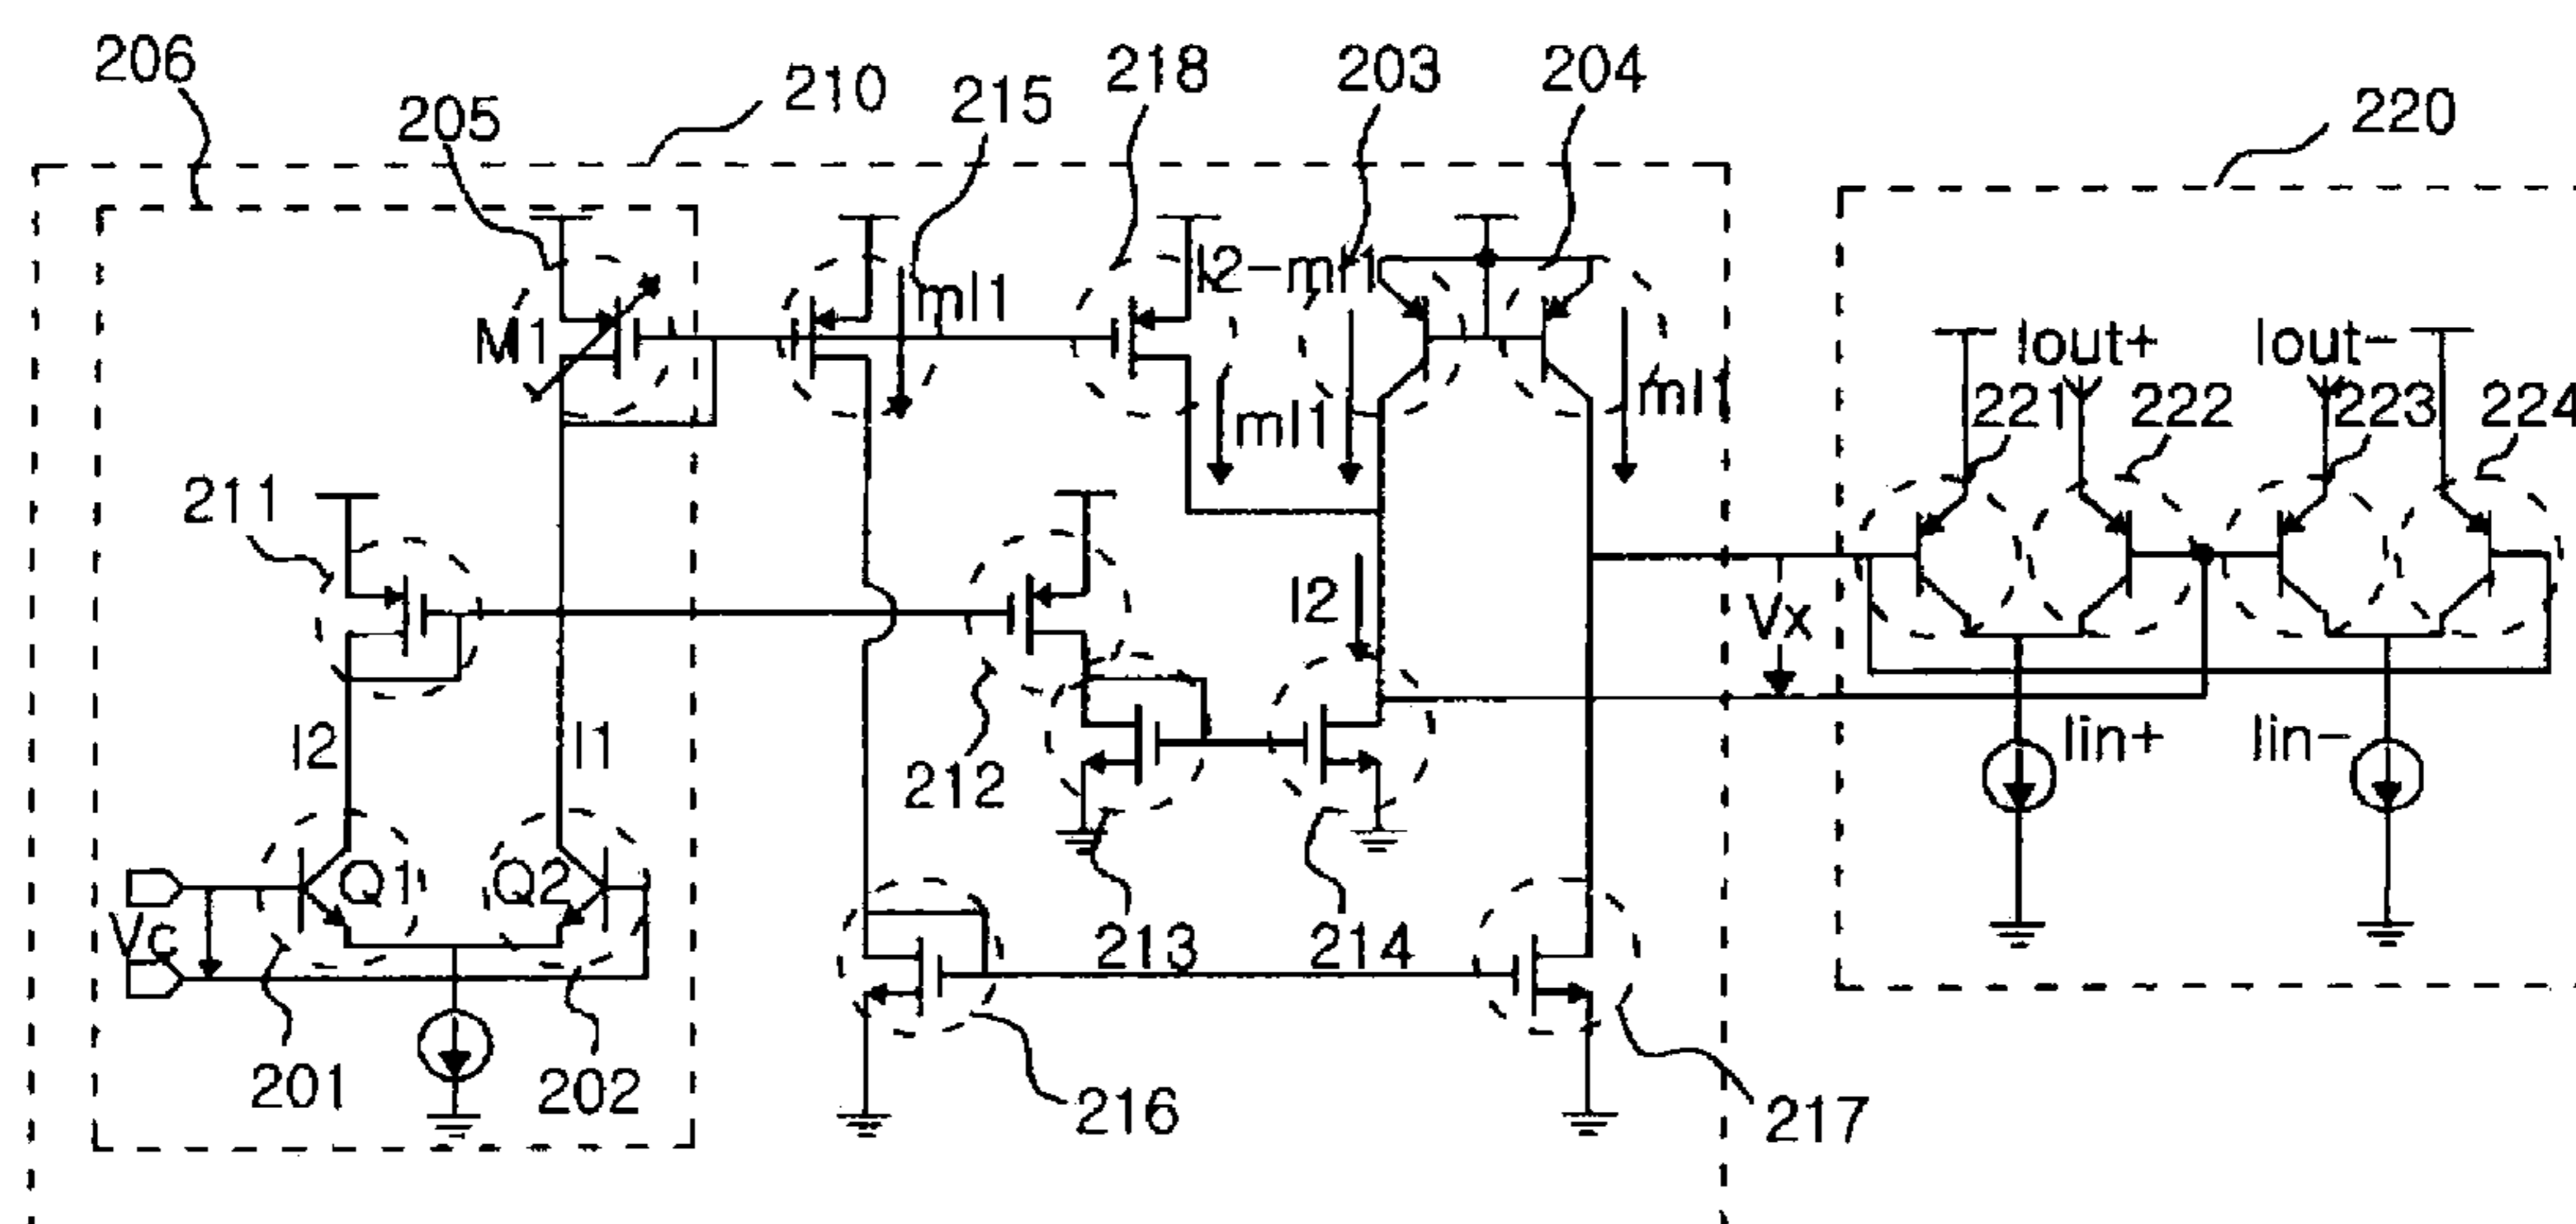 206
210
205
215
218
203
204
220
I2-mI1
mI1
M1
mI1
mI1
Iout+
Iout-
221
222
223
224
211
I2
Vx
212
I2
I1
Iin+
Iin-
Q1
Q2
Vc
213
214
201
202
216
217